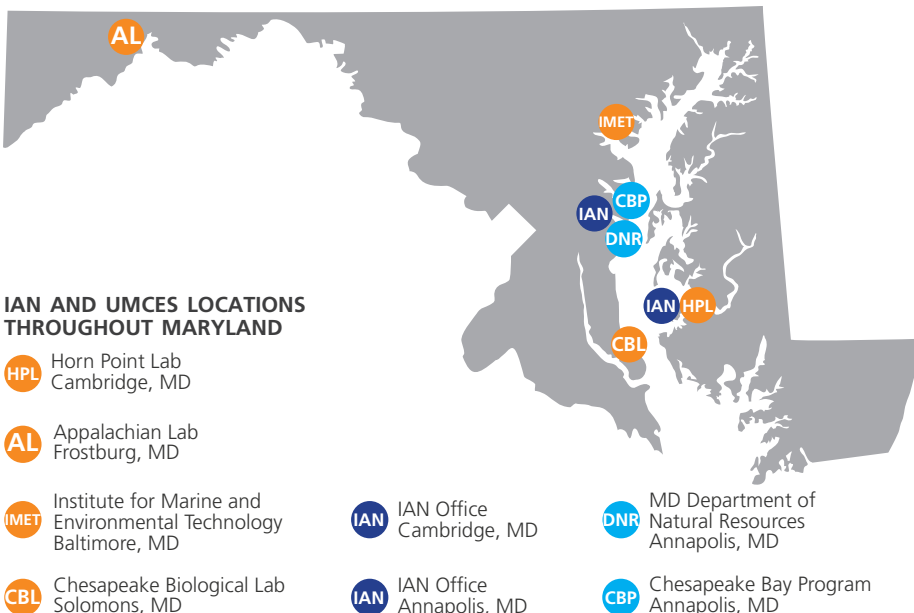 AL
IMET
CBP
IAN
DNR
IAN HPL
CBL
IAN AND UMCES LOCATIONS
THROUGHOUT MARYLAND
HPL
Horn Point Lab
Cambridge, MD
AL
Appalachian Lab
Frostburg, MD
IMET
Institute for Marine and
Environmental Technology
Baltimore, MD
CBL
Chesapeake Biological Lab
Solomons, MD
IAN
IAN Office
Cambridge, MD
IAN
IAN Office
Annapolis, MD
DNR
MD Department of
Natural Resources
Annapolis, MD
CBP
Chesapeake Bay Program
Annapolis, MD